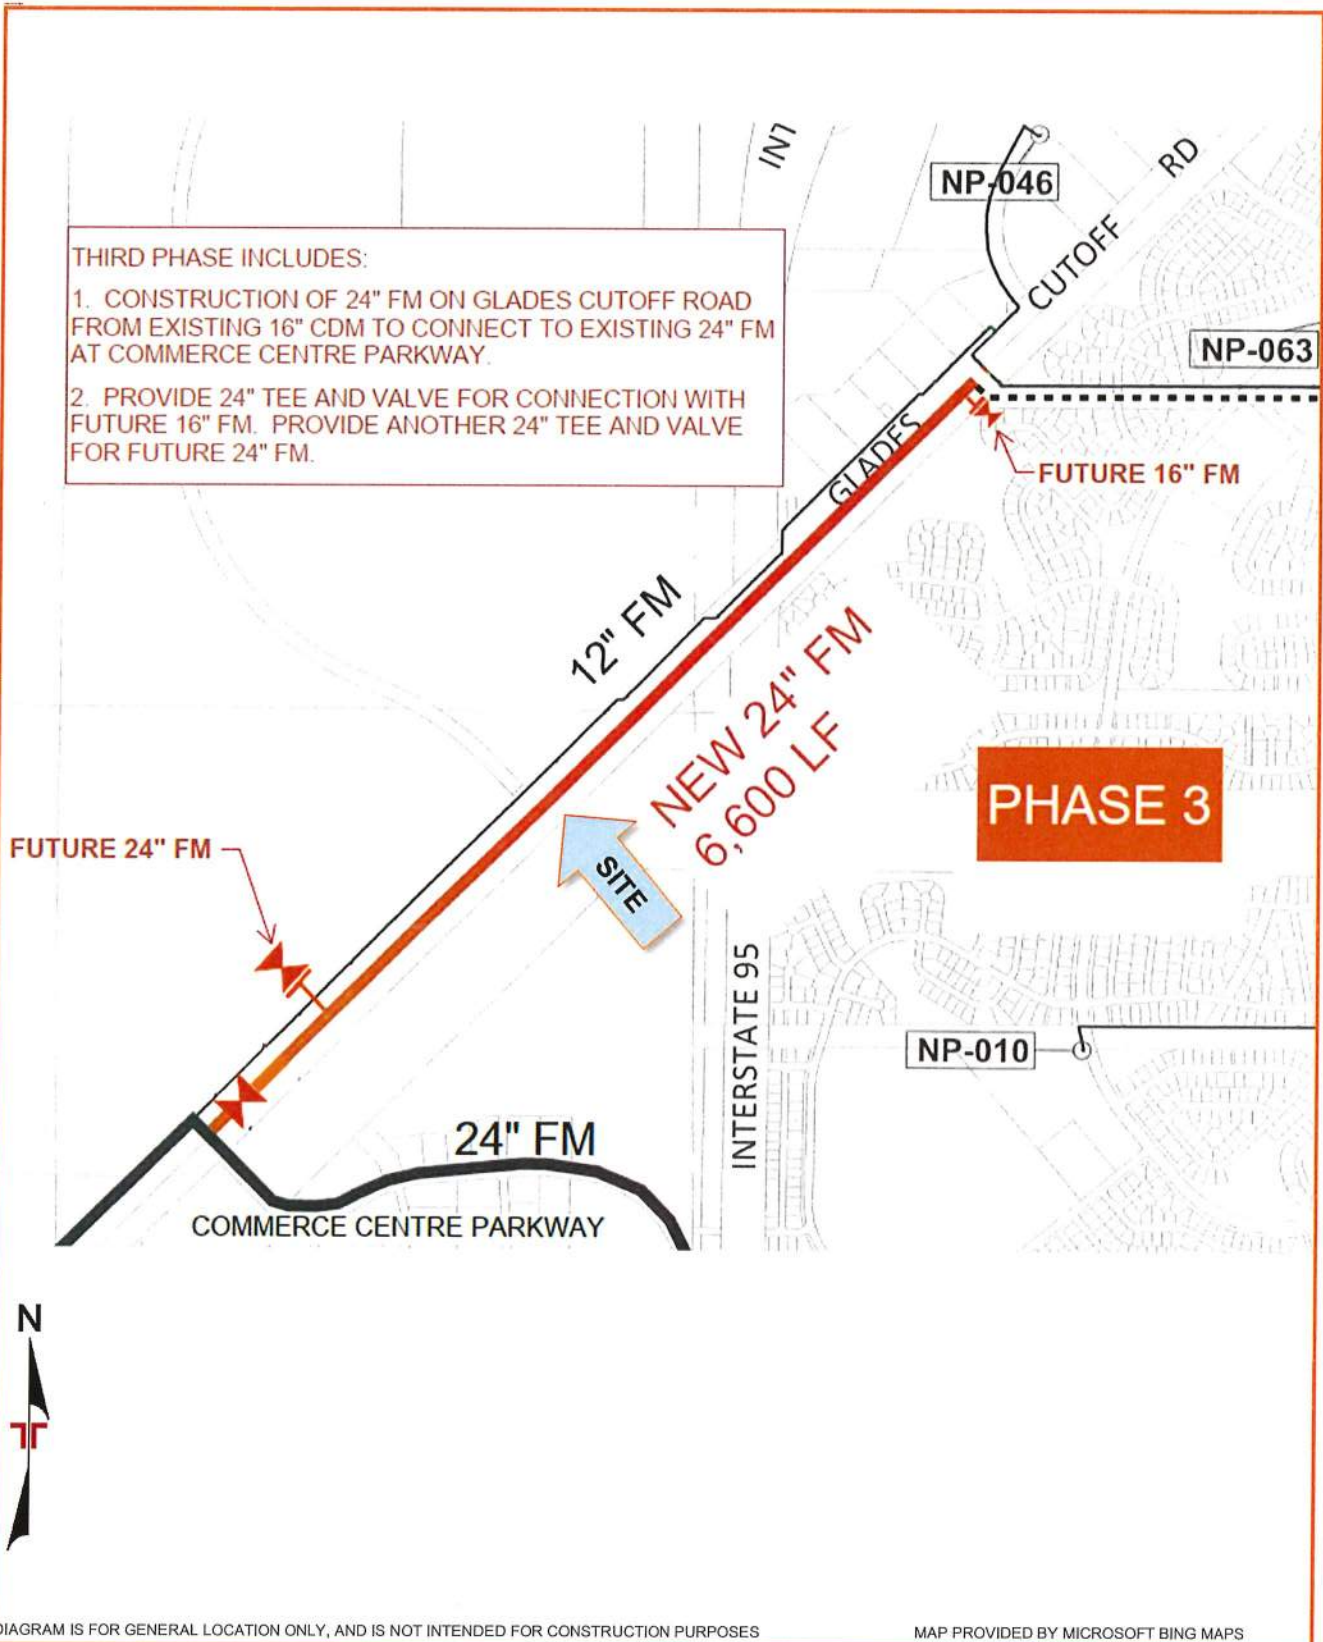 INT
NP-046
RD
CUTOFF
THIRD PHASE INCLUDES:
1. CONSTRUCTION OF 24" FM ON GLADES CUTOFF ROAD
FROM EXISTING 16" CDM TO CONNECT TO EXISTING 24" FM
AT COMMERCE CENTRE PARKWAY.
2. PROVIDE 24" TEE AND VALVE FOR CONNECTION WITH
FUTURE 16" FM. PROVIDE ANOTHER 24" TEE AND VALVE
FOR FUTURE 24" FM.
NP-063
GLADES
FUTURE 16" FM
12" FM
NEW 24" FM
6,600 LF
PHASE 3
FUTURE 24" FM
SITE
INTERSTATE 95
NP-010
24" FM
COMMERCE CENTRE PARKWAY
N
DIAGRAM IS FOR GENERAL LOCATION ONLY, AND IS NOT INTENDED FOR CONSTRUCTION PURPOSES
MAP PROVIDED BY MICROSOFT BING MAPS